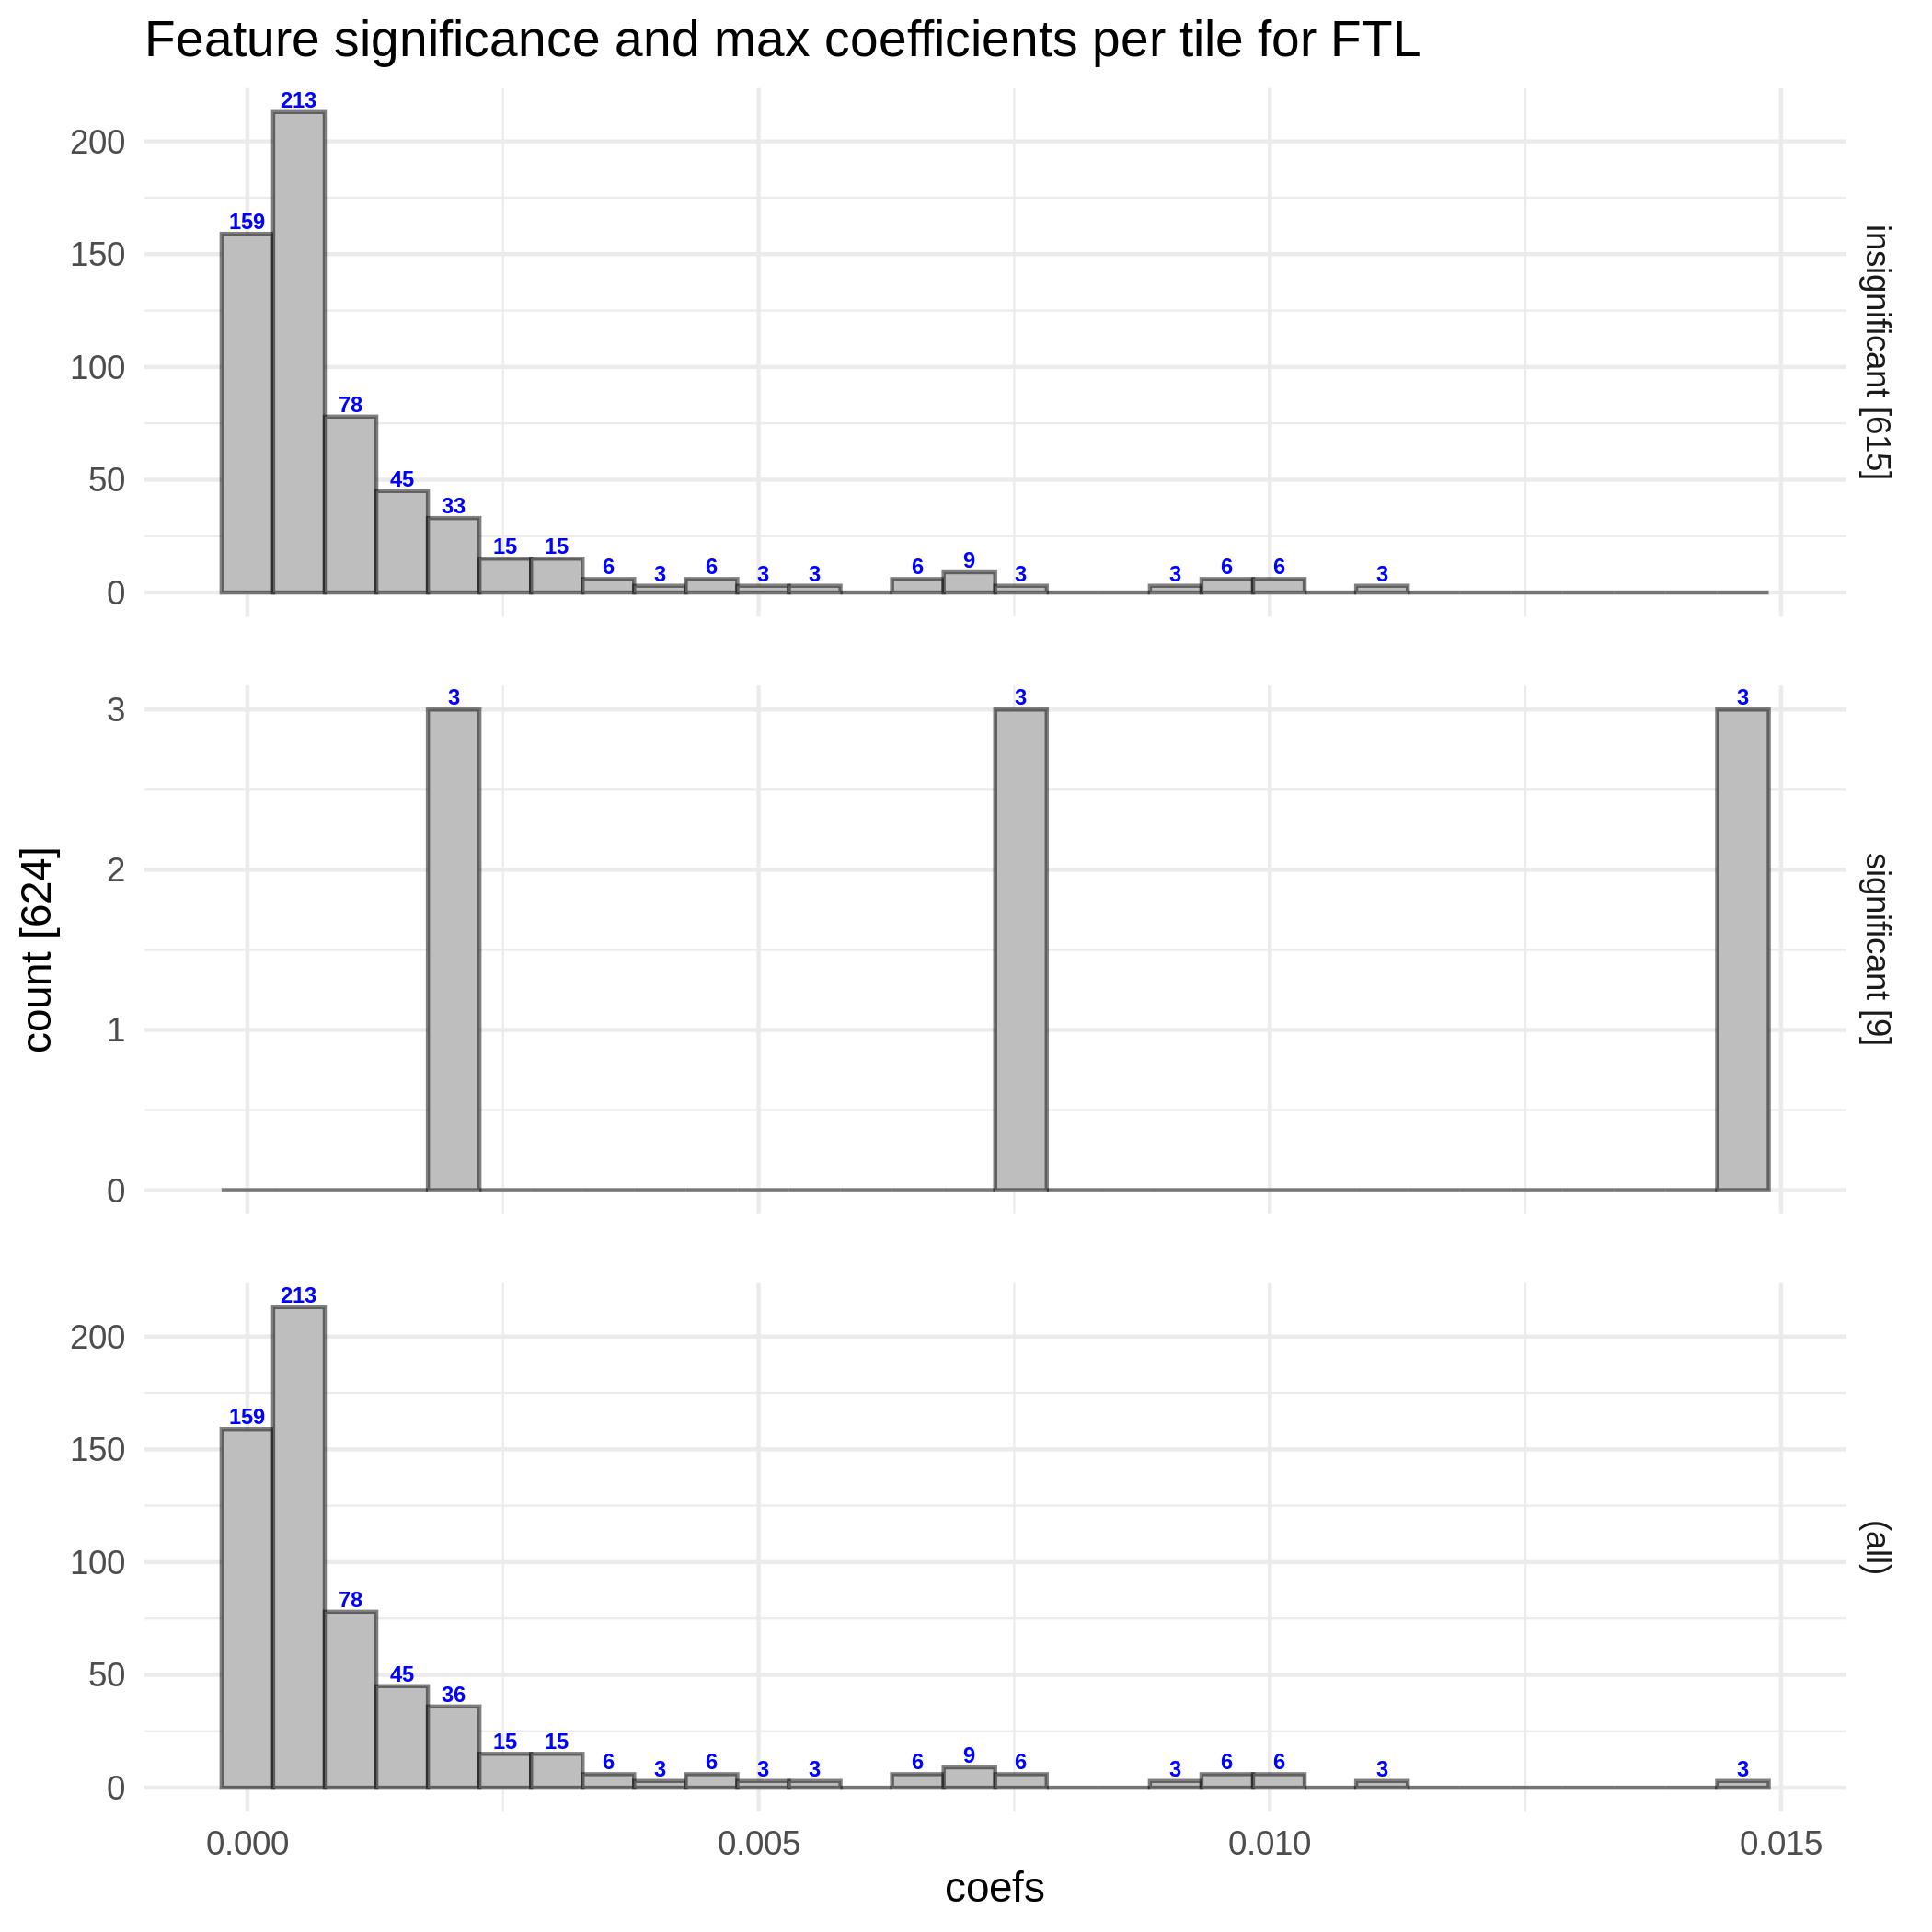 Feature significance and max coefficients per tile for FTL
213
200
159
150
100
78
50
45
33
15 15
6 3 6 3 3 6 9 3 3 6 6 3
0
insignificant [615]
3 3 3
3
2
1
0
significant [9]
count [624]
213
200
159
150
100
78
50
45
36
15 15
6 3 6 3 3 6 9 6 3 6 6 3 3
0
(all)
0.000 0.005 0.010 0.015
coefs